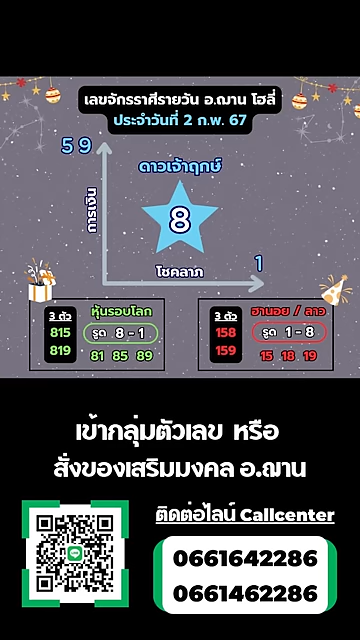 เลขจักรราศีรายวัน อ.ฌาน โฮลี่
ประจำวันที่ 2 ก.พ. 67
5 9
ดาวเจ้าฤกษ์
การเงิน
8
โชคลาภ
1
3 ตัว
815
819
หุ้นรอบโลก
รูด 8 - 1
81 85 89
3 ตัว
158
159
ฮานอย / ลาว
รูด 1 - 8
15 18 19
เข้ากลุ่มตัวเลข หรือ
สั่งของเสริมมงคล อ.ฌาน
ติดต่อไลน์ Callcenter
0661642286
0661462286